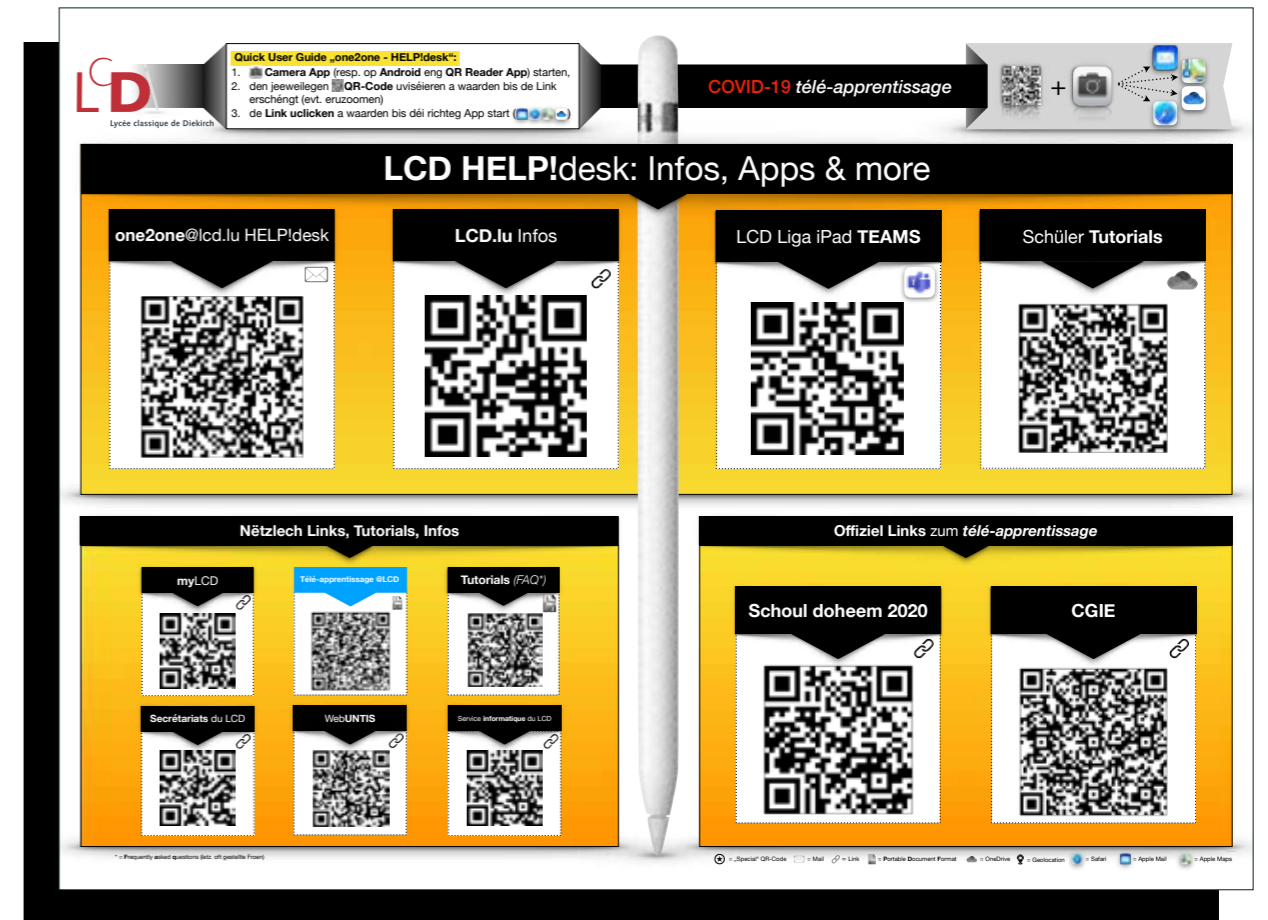 LCD
Lycée classique de Diekirch
Quick User Guide „one2one - HELP!desk“:
1. Camera App (resp. op Android eng QR Reader App) starten,
2. den jeeweilegen QR-Code uviséieren a waarden bis de Link
erschéngt (evt. eruzoomen)
3. de Link uclicken a waarden bis déi richteg App start ( )
COVID-19 télé-apprentissage
+
LCD HELP!desk: Infos, Apps & more
one2one@lcd.lu HELP!desk
LCD.lu Infos
LCD Liga iPad TEAMS
Schüler Tutorials
Nëtzlech Links, Tutorials, Infos
myLCD
Télé-apprentissage @LCD
Tutorials (FAQ*)
Secrétariats du LCD
WebUNTIS
Service informatique du LCD
Offiziel Links zum télé-apprentissage
Schoul doheem 2020
CGIE
* = Frequently asked questions (lëtz. oft gestellte Froen)
= „Special“ QR-Code = Mail = Link = Portable Document Format = OneDrive = Geolocation = Safari = Apple Mail = Apple Maps